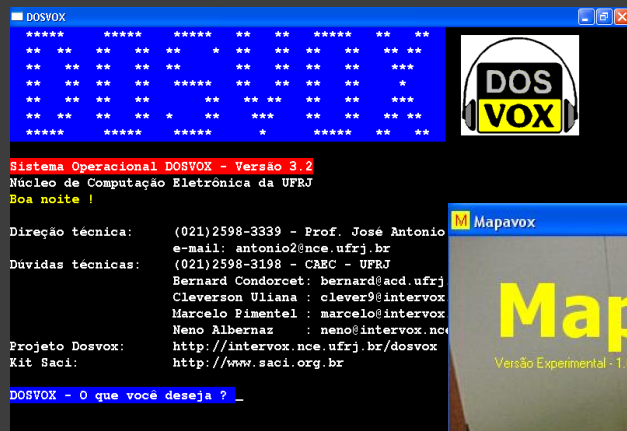 DOSVOX
DOSVOX
DOS
VOX
Sistema Operacional DOSVOX - Versão 3.2
Núcleo de Computação Eletrônica da UFRJ
Boa noite !
Direção técnica: (021)2598-3339 - Prof. José Antonio
e-mail: antonio2@nce.ufrj.br
Dúvidas técnicas: (021)2598-3198 - CAEC - UFRJ
Bernard Condorcet: bernard@acd.ufrj
Cleverson Uliana : clever9@intervox
Marcelo Pimentel : marcelo@intervox
Neno Albernaz : neno@intervox.nce
Projeto Dosvox: http://intervox.nce.ufrj.br/dosvox
Kit Saci: http://www.saci.org.br
DOSVOX - O que você deseja ? _
M Mapavox
Map
Versão Experimental - 1.